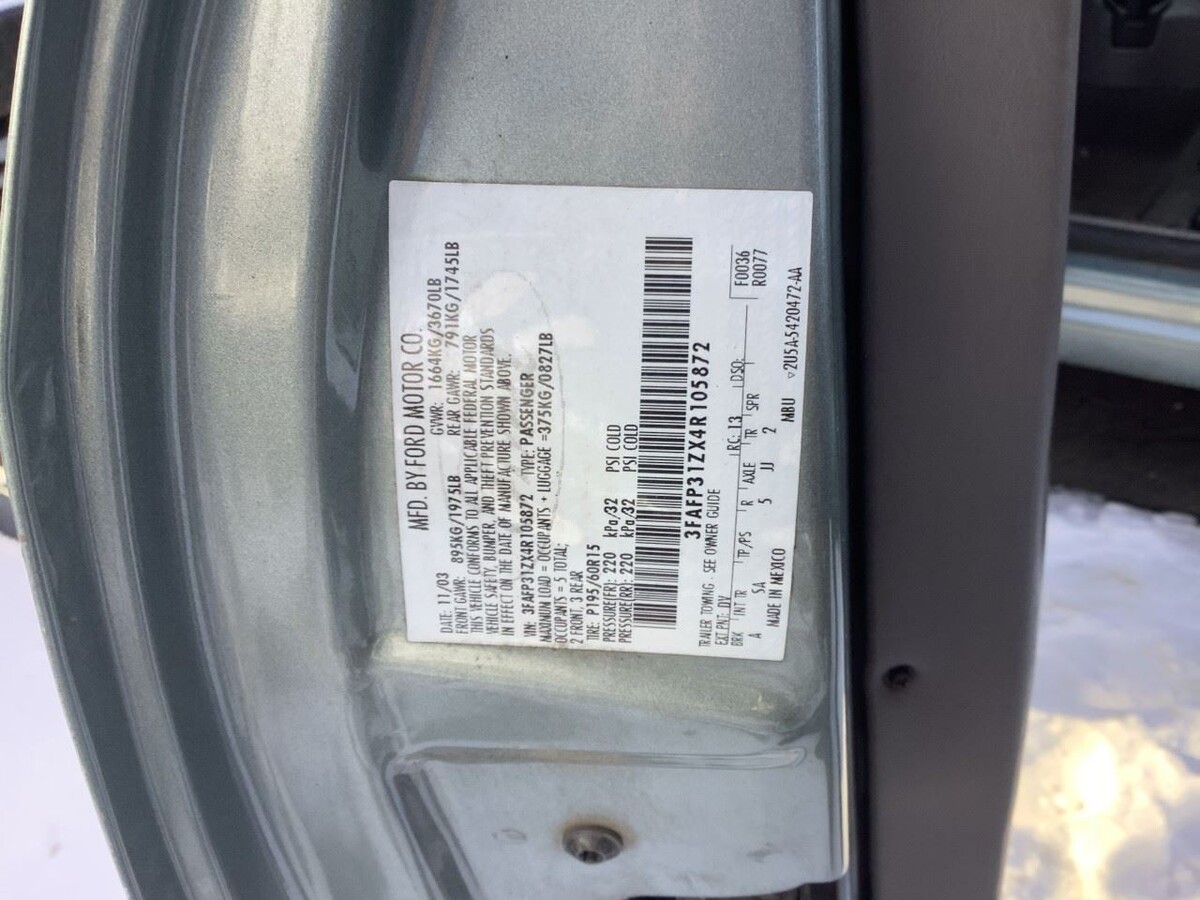 MFD. BY FORD MOTOR CO.
DATE: 11/03 GVWR: 1664KG/3670LB
FRONT GAWR: 895KG/1975LB REAR GAWR: 791KG/1745LB
THIS VEHICLE CONFORMS TO ALL APPLICABLE FEDERAL MOTOR
VEHICLE SAFETY, BUMPER, AND THEFT PREVENTION STANDARDS
IN EFFECT ON THE DATE OF MANUFACTURE SHOWN ABOVE.
VIN: 3FAFP31ZX4R105872 TYPE: PASSENGER
MAXIMUM LOAD = OCCUPANTS + LUGGAGE =375KG/0827LB
OCCUPANTS = 5 TOTAL;
2 FRONT, 3 REAR
TIRE: P195/60R15
PRESSURE(FR): 220 kPa/32 PSI COLD
PRESSURE(RR): 220 kPa/32 PSI COLD
3FAFP31ZX4R105872
TRAILER TOWING - SEE OWNER GUIDE
EXT PNT: DV RC: 13 DSO: F0036
BRK INT TR TP/PS R AXLE TR SPR R0077
A SA 5 JJ 2
MADE IN MEXICO MBU ▽2U5A-5420472-AA